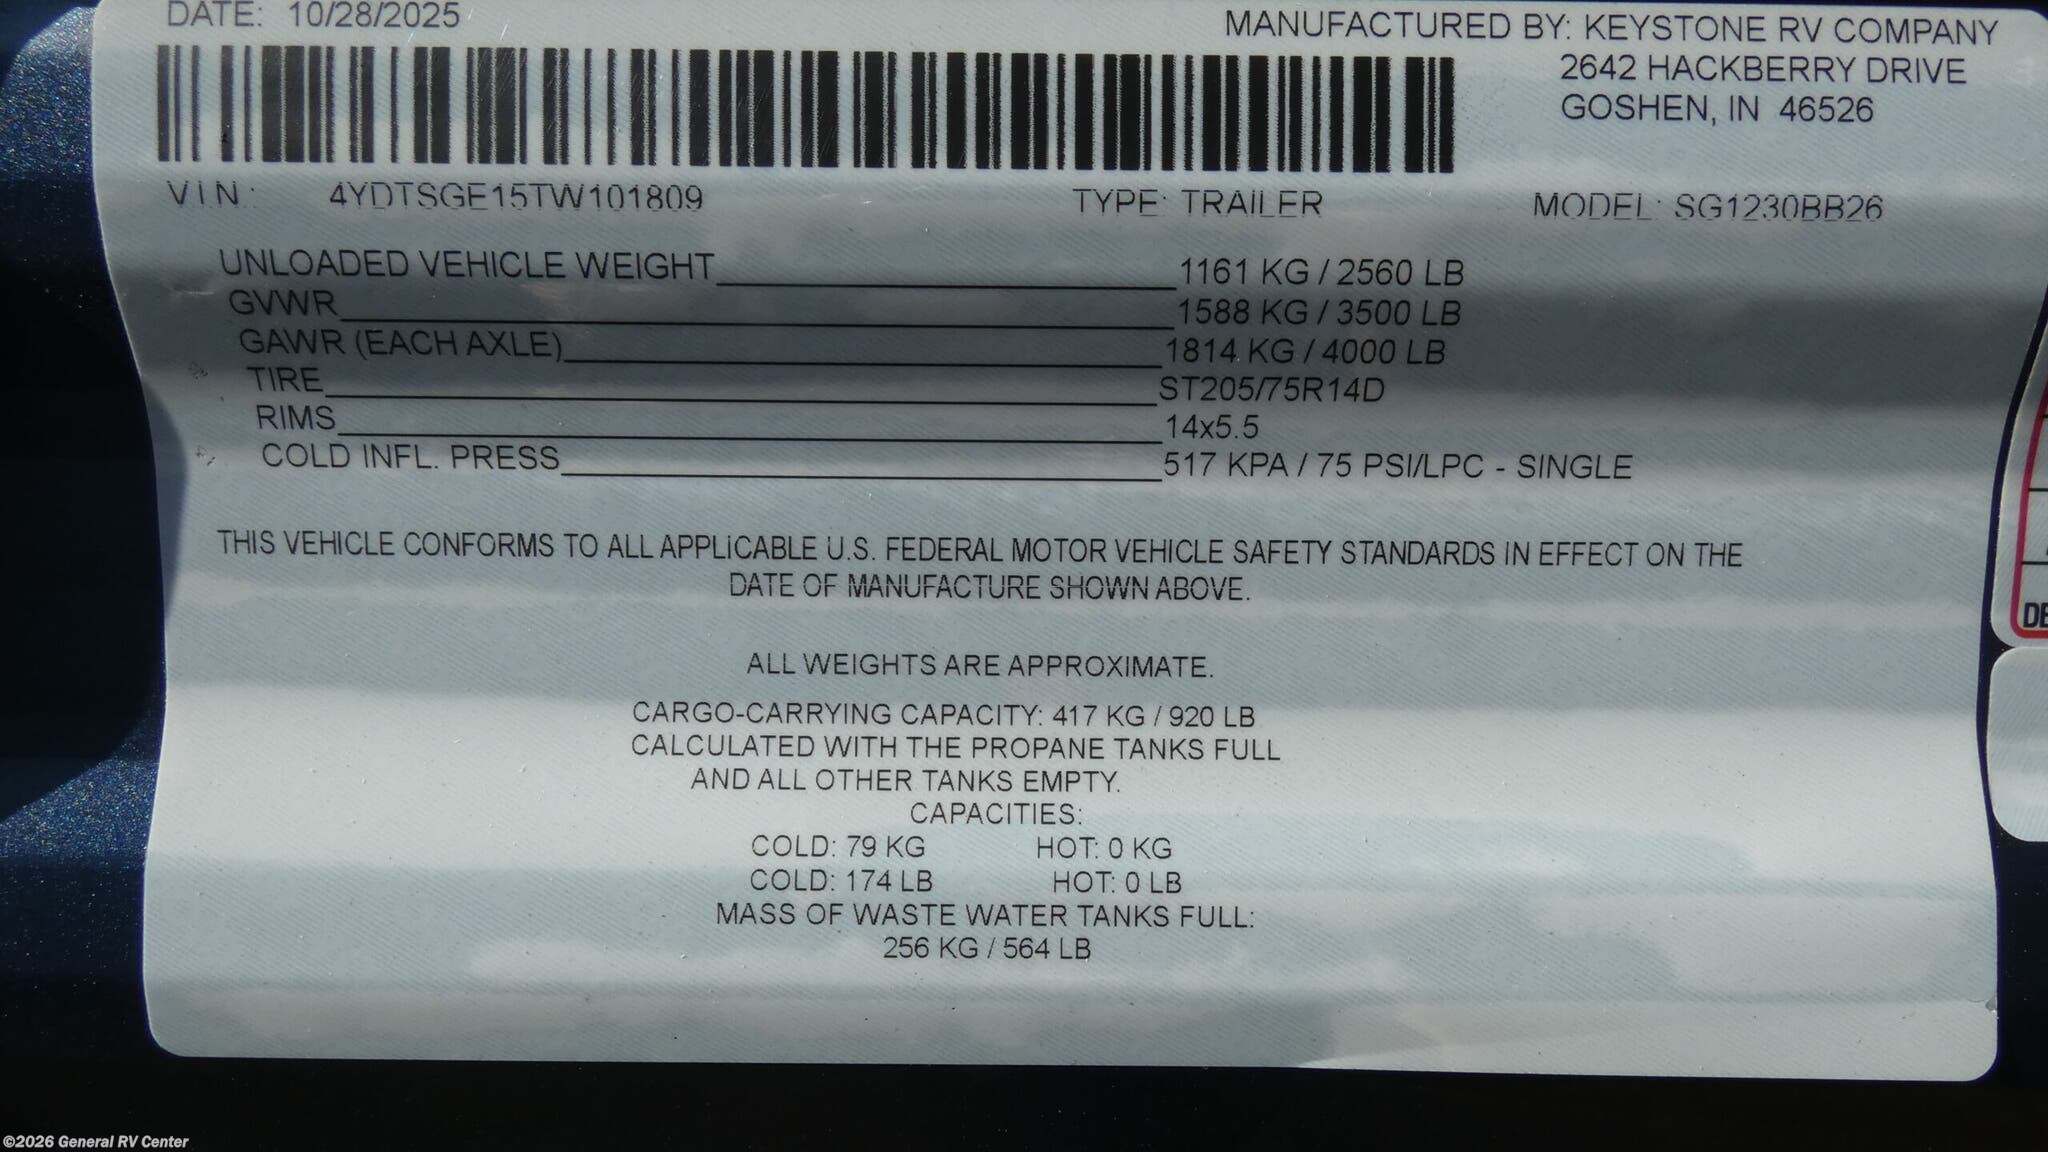 DATE: 10/28/2025
MANUFACTURED BY: KEYSTONE RV COMPANY
2642 HACKBERRY DRIVE
GOSHEN, IN 46526
V.I.N.: 4YDTSGE15TW101809 TYPE: TRAILER MODEL: SG1230BB26
UNLOADED VEHICLE WEIGHT 1161 KG / 2560 LB
GVWR 1588 KG / 3500 LB
GAWR (EACH AXLE) 1814 KG / 4000 LB
TIRE ST205/75R14D
RIMS 14x5.5
COLD INFL. PRESS 517 KPA / 75 PSI/LPC - SINGLE
THIS VEHICLE CONFORMS TO ALL APPLiCABLE U.S. FEDERAL MOTOR VEHICLE SAFETY STANDARDS IN EFFECT ON THE
DATE OF MANUFACTURE SHOWN ABOVE.
ALL WEIGHTS ARE APPROXIMATE.
CARGO-CARRYING CAPACITY: 417 KG / 920 LB
CALCULATED WITH THE PROPANE TANKS FULL
AND ALL OTHER TANKS EMPTY.
CAPACITIES:
COLD: 79 KG HOT: 0 KG
COLD: 174 LB HOT: 0 LB
MASS OF WASTE WATER TANKS FULL:
256 KG / 564 LB
DE
©2026 General RV Center